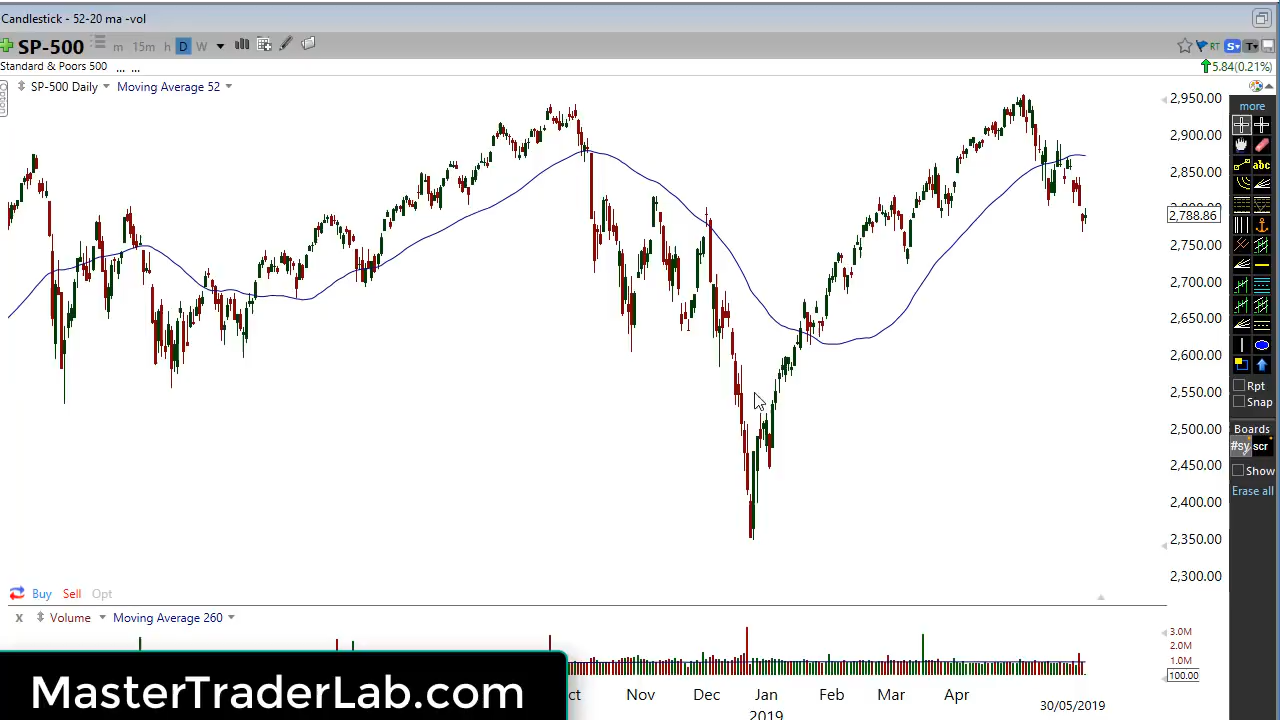 Candlestick - 52-20 ma -vol
SP-500 m 15m h D W RT S T
Standard & Poors 500 ... ... 5.84(0.21%)
Option
SP-500 Daily Moving Average 52
2,950.00
2,900.00
2,850.00
2,788.86
2,750.00
2,700.00
2,650.00
2,600.00
2,550.00
2,500.00
2,450.00
2,400.00
2,350.00
2,300.00
more
abc
Rpt
Snap
Boards
#sy scr
Show
Erase all
Buy Sell Opt
x Volume Moving Average 260
3.0M
2.0M
1.0M
100.00
MasterTraderLab.com
Nov Dec Jan Feb Mar Apr 30/05/2019
2019